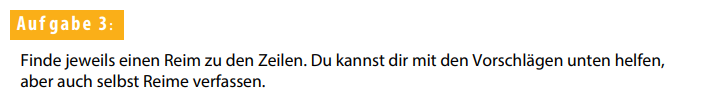 Aufgabe 3:
Finde jeweils einen Reim zu den Zeilen. Du kannst dir mit den Vorschlägen unten helfen,
aber auch selbst Reime verfassen.